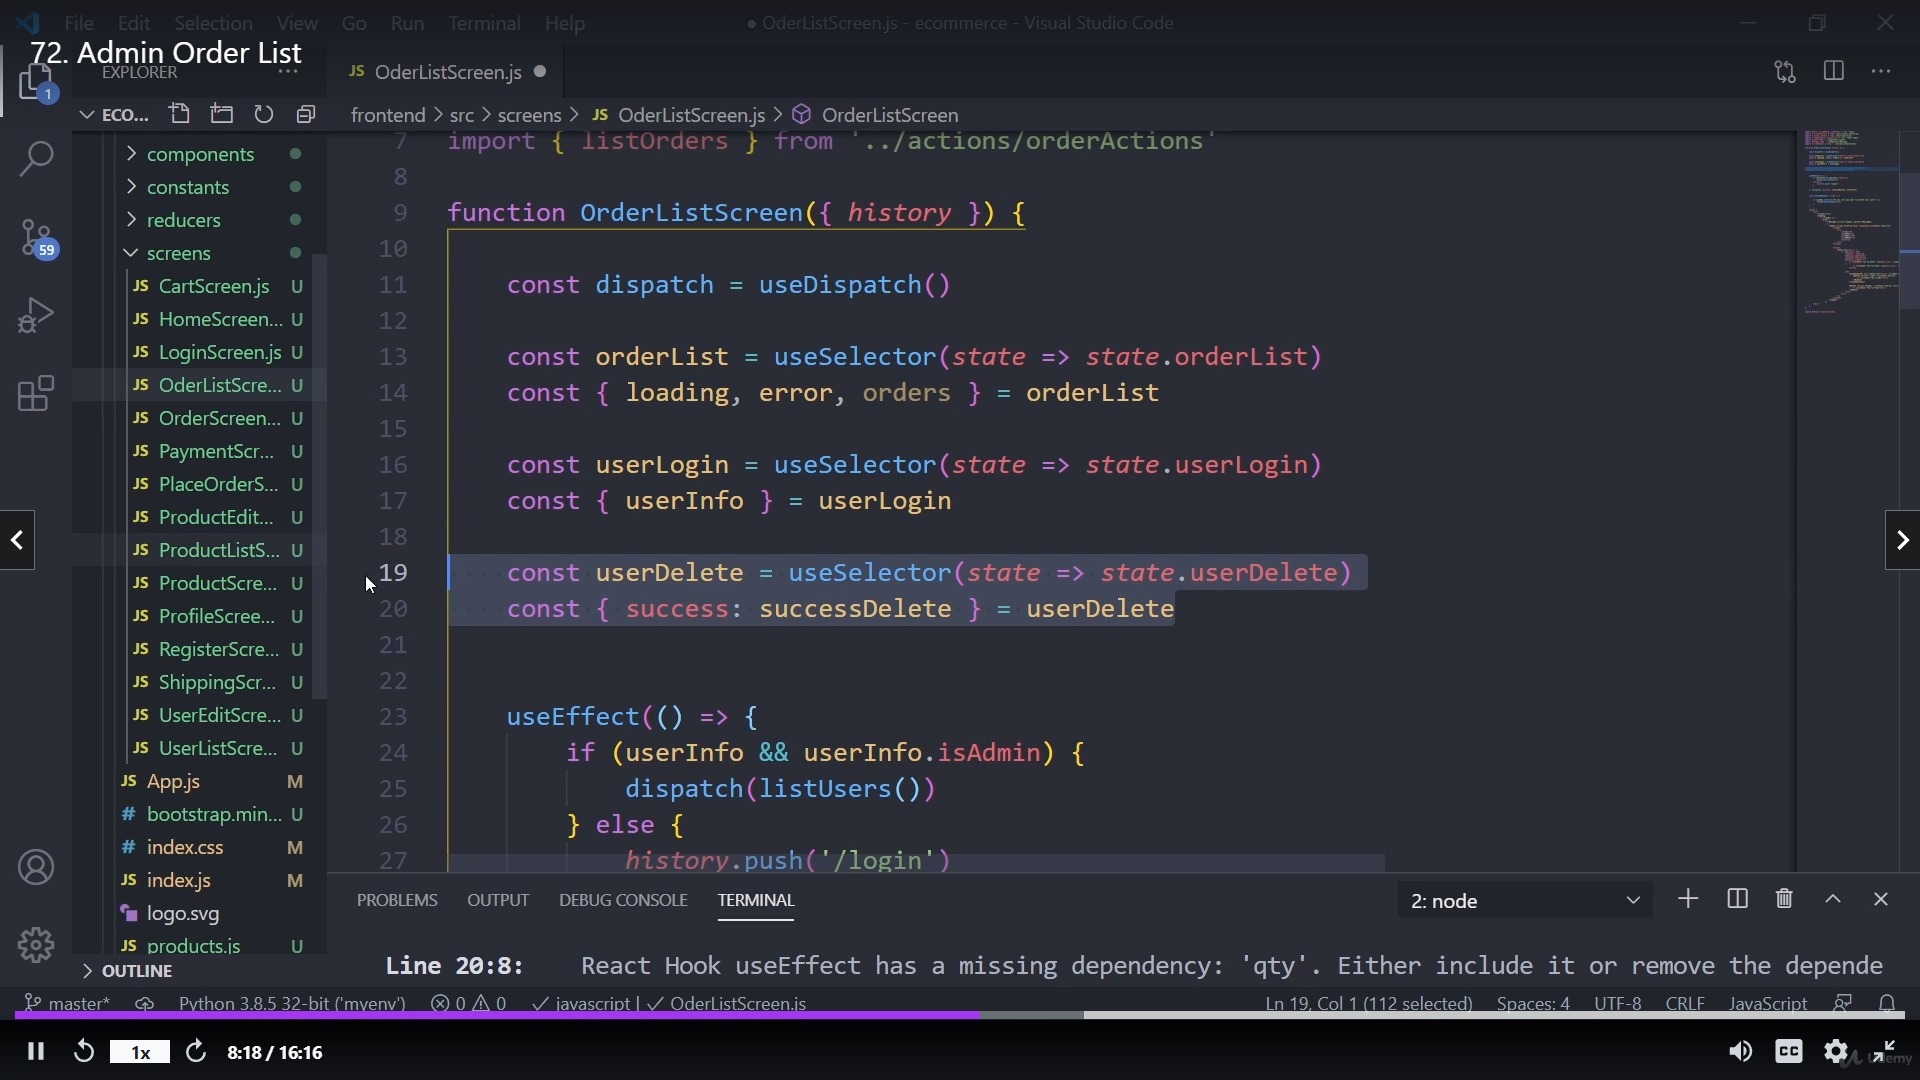 File Edit Selection View Go Run Terminal Help
● OderListScreen.js - ecommerce - Visual Studio Code
72. Admin Order List
EXPLORER ...
JS OderListScreen.js ●
1
ECO...
frontend > src > screens > JS OderListScreen.js > OrderListScreen
components
constants
reducers
screens
59
JS CartScreen.js U
JS HomeScreen... U
JS LoginScreen.js U
JS OderListScre... U
JS OrderScreen... U
JS PaymentScr... U
JS PlaceOrderS... U
JS ProductEdit... U
JS ProductListS... U
JS ProductScre... U
JS ProfileScree... U
JS RegisterScre... U
JS ShippingScr... U
JS UserEditScre... U
JS UserListScre... U
JS App.js M
# bootstrap.min... U
# index.css M
JS index.js M
logo.svg
JS products.js U
OUTLINE
7 import { listOrders } from '../actions/orderActions'
8
9 function OrderListScreen({ history }) {
10
11 const dispatch = useDispatch()
12
13 const orderList = useSelector(state => state.orderList)
14 const { loading, error, orders } = orderList
15
16 const userLogin = useSelector(state => state.userLogin)
17 const { userInfo } = userLogin
18
19 const userDelete = useSelector(state => state.userDelete)
20 const { success: successDelete } = userDelete
21
22
23 useEffect(() => {
24 if (userInfo && userInfo.isAdmin) {
25 dispatch(listUsers())
26 } else {
27 history.push('/login')
PROBLEMS OUTPUT DEBUG CONSOLE TERMINAL
2: node
Line 20:8: React Hook useEffect has a missing dependency: 'qty'. Either include it or remove the depende
master* Python 3.8.5 32-bit ('myenv') 0 0 javascript | OderListScreen.js
Ln 19, Col 1 (112 selected) Spaces: 4 UTF-8 CRLF JavaScript
1x 8:18 / 16:16
CC
Udemy